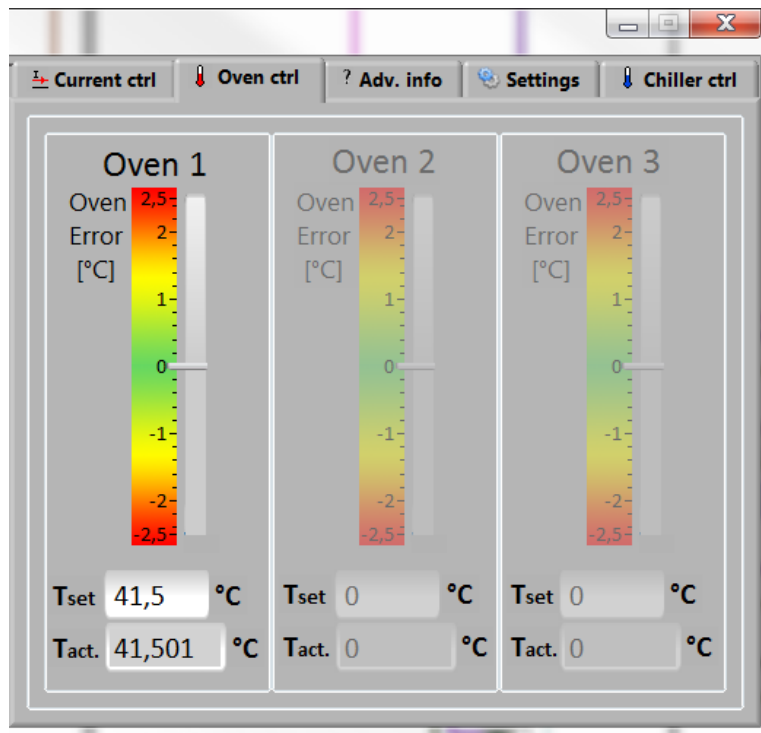 Current ctrl
Oven ctrl
? Adv. info
Settings
Chiller ctrl
Oven 1
Oven
Error
[°C]
2,5
2
1
0
-1
-2
-2,5
Tset 41,5 °C
Tact. 41,501 °C
Oven 2
Oven
Error
[°C]
2,5
2
1
0
-1
-2
-2,5
Tset 0 °C
Tact. 0 °C
Oven 3
Oven
Error
[°C]
2,5
2
1
0
-1
-2
-2,5
Tset 0 °C
Tact. 0 °C